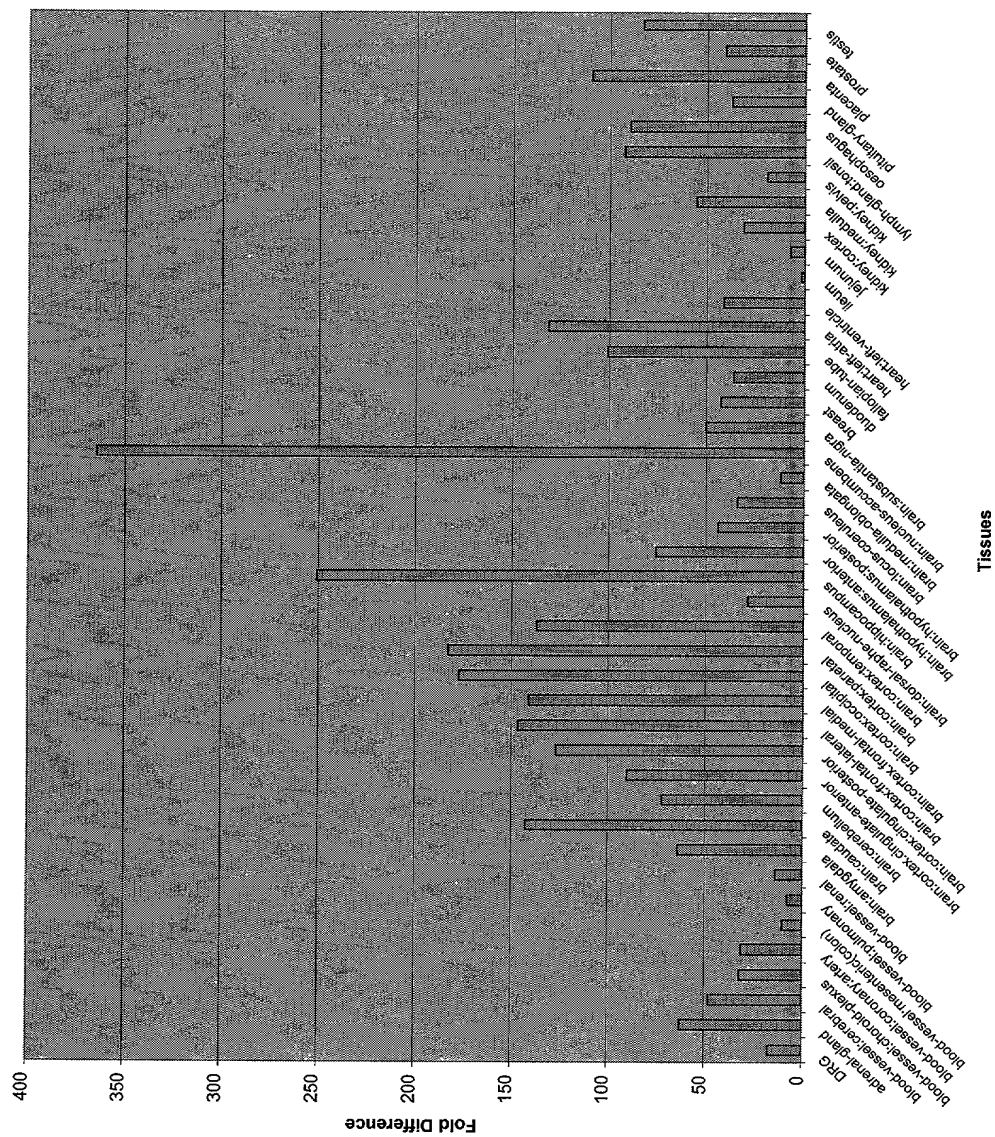 400
350
300
250
200
150
100
50
0
Fold Difference
DRG
adrenal-gland
blood-vessel:cerebral
blood-vessel:choroid-plexus
blood-vessel:coronary:artery
blood-vessel:mesenteric(colon)
blood-vessel:pulmonary
blood-vessel:renal
brain:amygdala
brain:caudate
brain:cerebellum
brain:cortex:cingulate-anterior
brain:cortex:cingulate-posterior
brain:cortex:frontal-lateral
brain:cortex:frontal-medial
brain:cortex:occipital
brain:cortex:parietal
brain:cortex:temporal
brain:dorsal-raphe-nucleus
brain:hippocampus
brain:hypothalamus:anterior
brain:hypothalamus:posterior
brain:locus-coeruleus
brain:medulla-oblongata
brain:nucleus-accumbens
brain:substantia-nigra
breast
duodenum
fallopian-tube
heart:left-atria
heart:left-ventricle
ileum
jejunum
kidney:cortex
kidney:medulla
kidney:pelvis
lymph-gland:tonsil
oesophagus
pituitary-gland
placenta
prostate
testis
Tissues